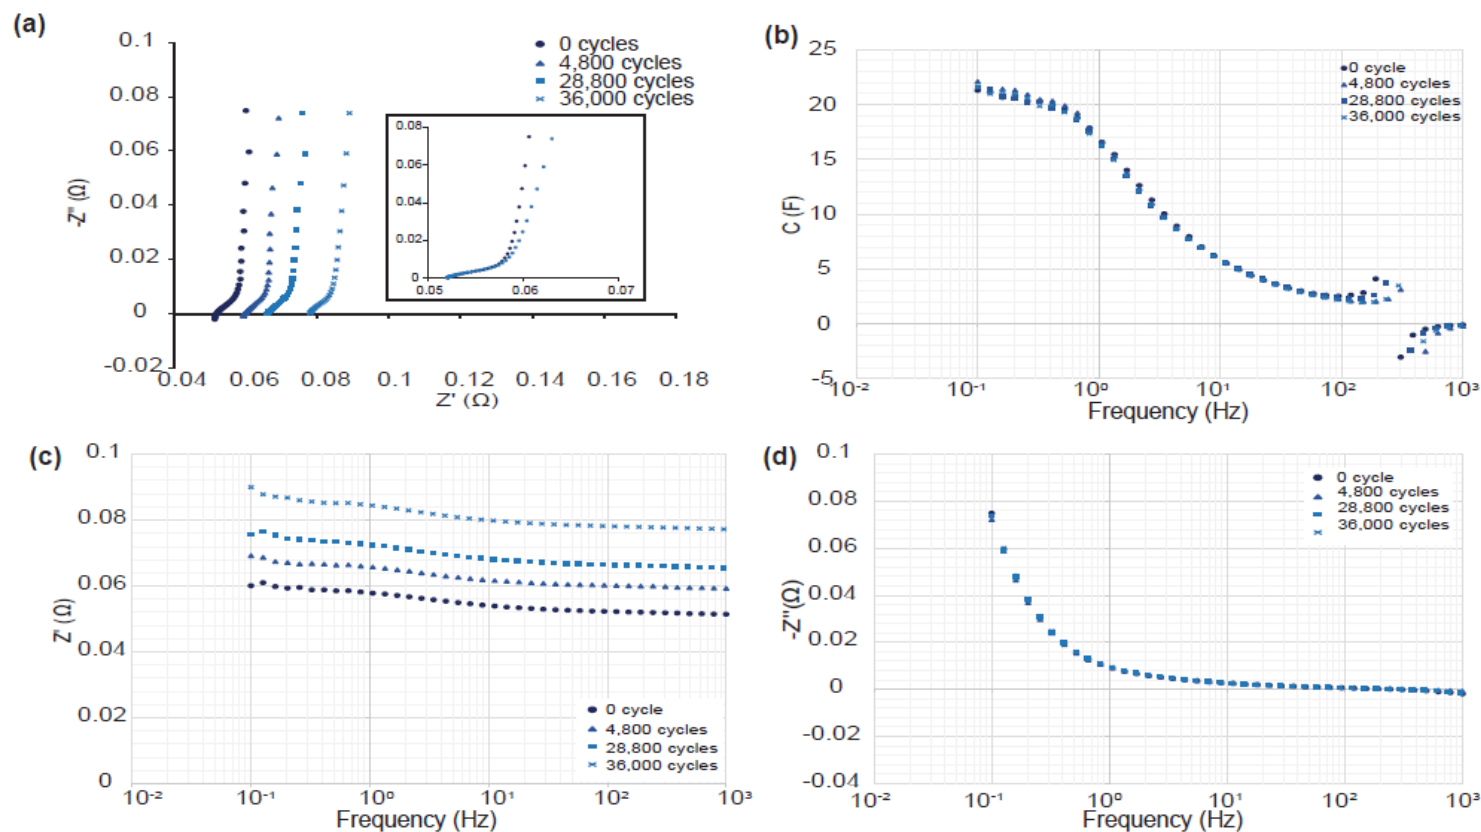 (a)
0.1
0.08
0.06
0.04
0.02
0
-0.02
-Z" (Ω)
0 cycles
4,800 cycles
28,800 cycles
36,000 cycles
0.08
0.06
0.04
0.02
0
0.05
0.06
0.07
0.04
0.06
0.08
0.1
0.12
0.14
0.16
0.18
Z' (Ω)
(b)
25
20
15
10
5
0
-5
C (F)
0 cycle
4,800 cycles
28,800 cycles
36,000 cycles
10⁻²
10⁻¹
10⁰
10¹
10²
10³
Frequency (Hz)
(c)
0.1
0.08
0.06
0.04
0.02
0
Z' (Ω)
0 cycle
4,800 cycles
28,800 cycles
36,000 cycles
10⁻²
10⁻¹
10⁰
10¹
10²
10³
Frequency (Hz)
(d)
0.1
0.08
0.06
0.04
0.02
0
-0.02
-0.04
-Z"(Ω)
0 cycle
4,800 cycles
28,800 cycles
36,000 cycles
10⁻²
10⁻¹
10⁰
10¹
10²
10³
Frequency (Hz)